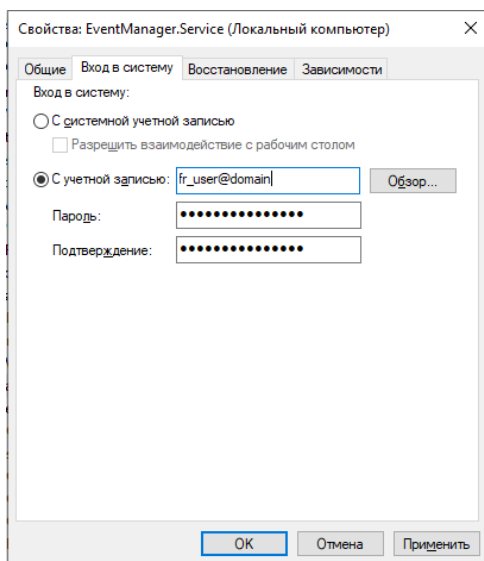 Свойства: EventManager.Service (Локальный компьютер)
Общие Вход в систему Восстановление Зависимости
Вход в систему:
С системной учетной записью
Разрешить взаимодействие с рабочим столом
С учетной записью: fr_user@domain Обзор...
Пароль: •••••••••••••••
Подтверждение: •••••••••••••••
OK Отмена Применить